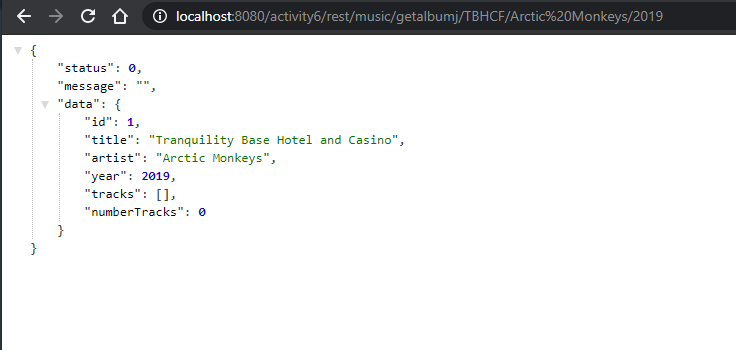 localhost:8080/activity6/rest/music/getalbumj/TBHCF/Arctic%20Monkeys/2019
{
"status": 0,
"message": "",
"data": {
"id": 1,
"title": "Tranquility Base Hotel and Casino",
"artist": "Arctic Monkeys",
"year": 2019,
"tracks": [],
"numberTracks": 0
}
}